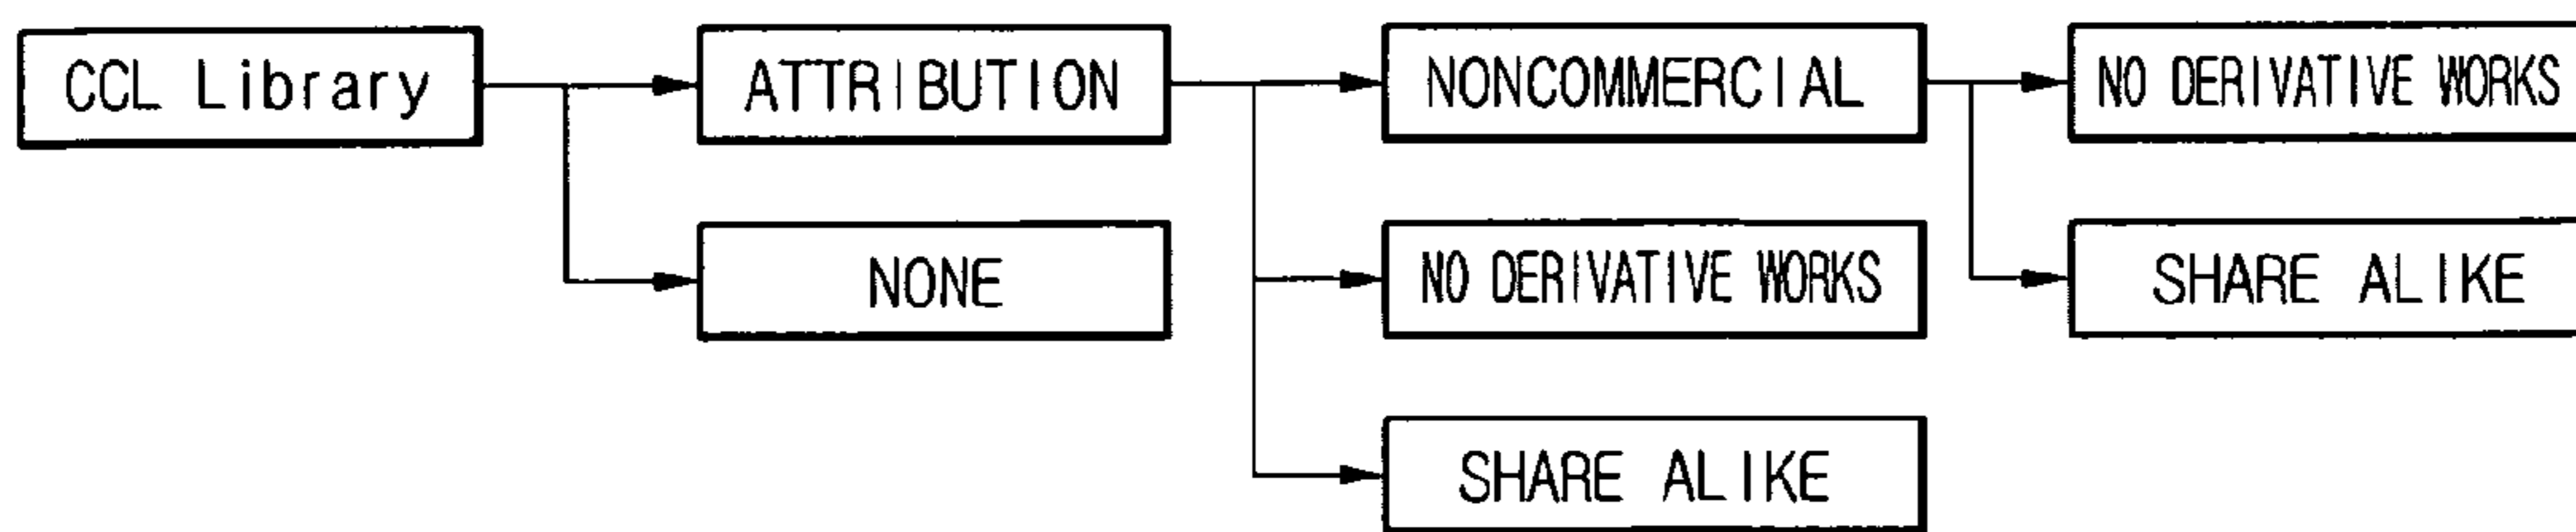 CCL Library
ATTRIBUTION
NONCOMMERCIAL
NO DERIVATIVE WORKS
NONE
NO DERIVATIVE WORKS
SHARE ALIKE
SHARE ALIKE